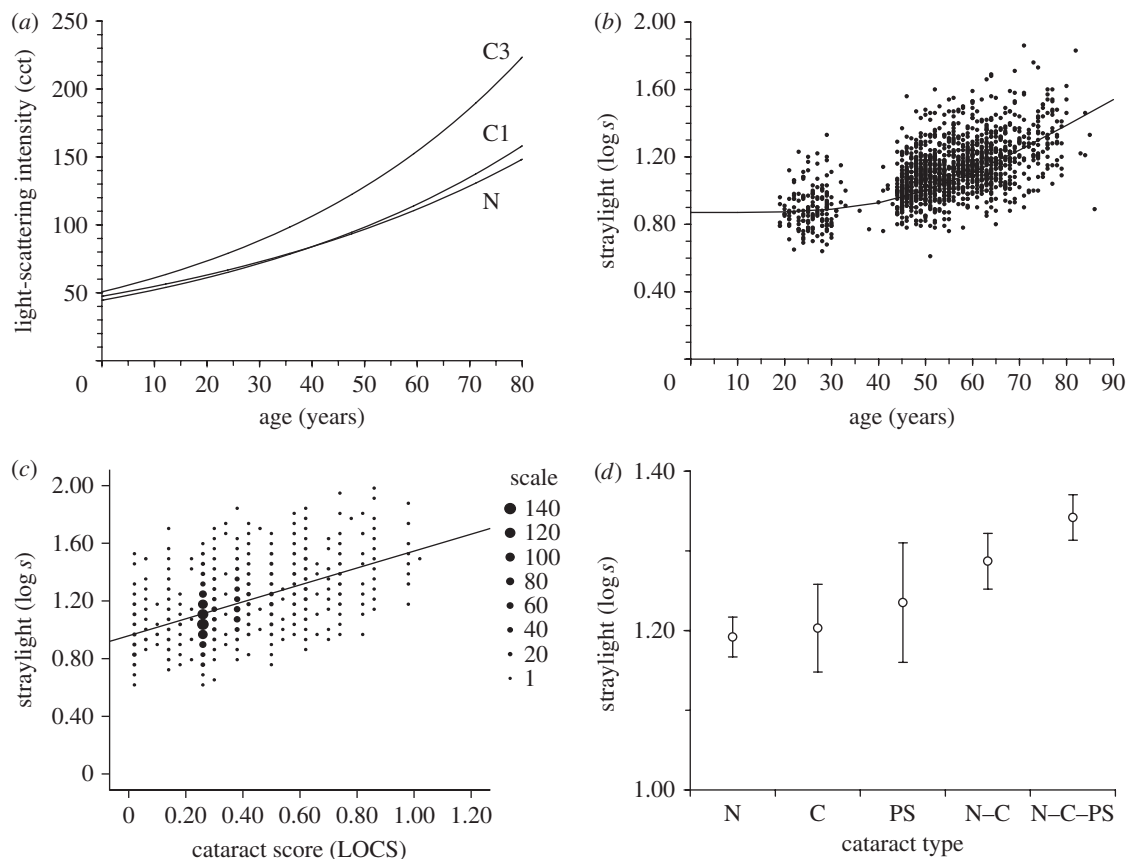 (a)
250
200
150
100
50
0
light-scattering intensity (cct)
C3
C1
N
10 20 30 40 50 60 70 80
age (years)
(b)
2.00
1.60
1.20
0.80
0.40
0
straylight (log s)
10 20 30 40 50 60 70 80 90
age (years)
(c)
2.00
1.60
1.20
0.80
0.40
0
straylight (log s)
0 0.20 0.40 0.60 0.80 1.00 1.20
cataract score (LOCS)
scale
140
120
100
80
60
40
20
1
(d)
1.40
1.20
1.00
straylight (log s)
N C PS N–C N–C–PS
cataract type